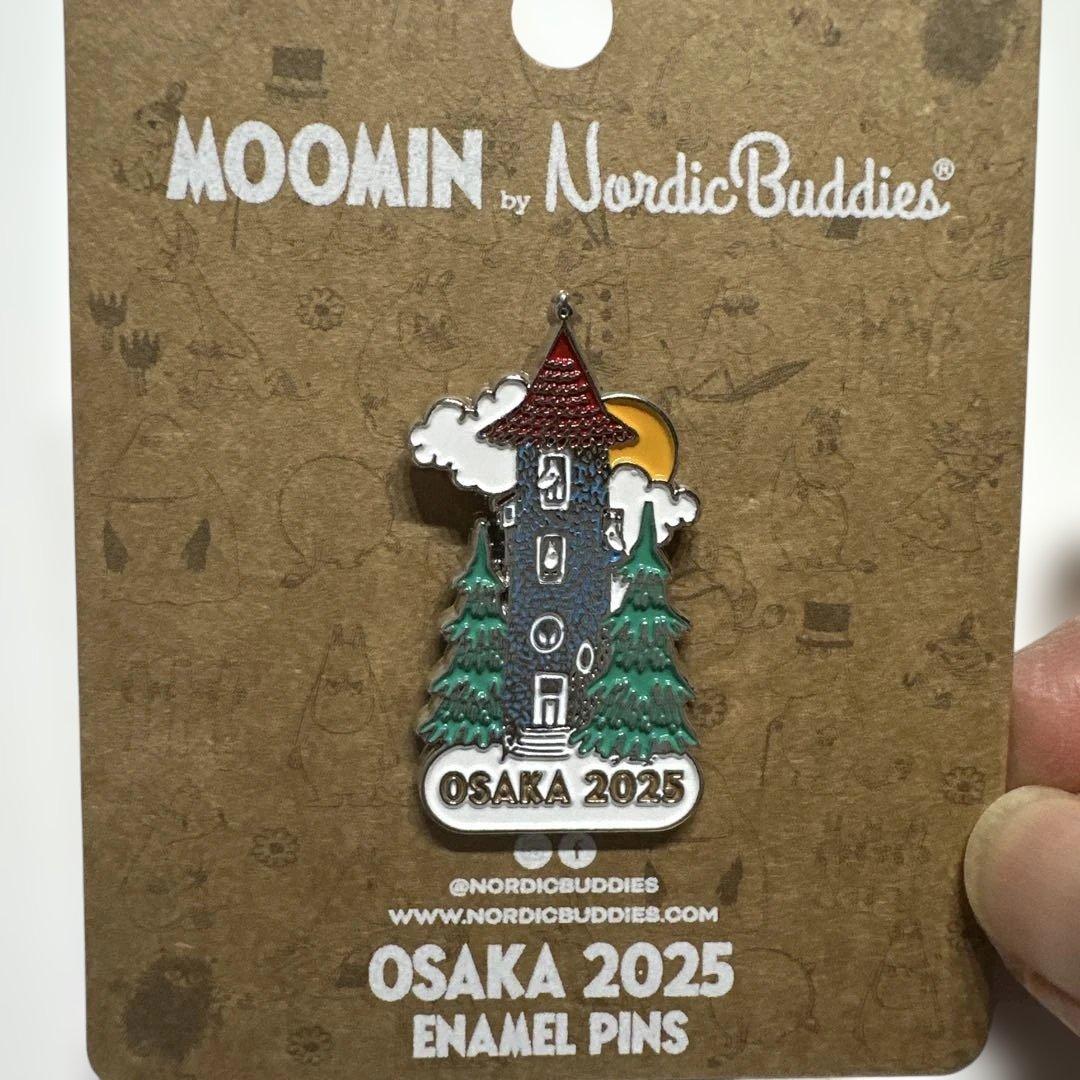 MOOMIN by NordicBuddies®
OSAKA 2025
@NORDICBUDDIES
WWW.NORDICBUDDIES.COM
OSAKA 2025
ENAMEL PINS